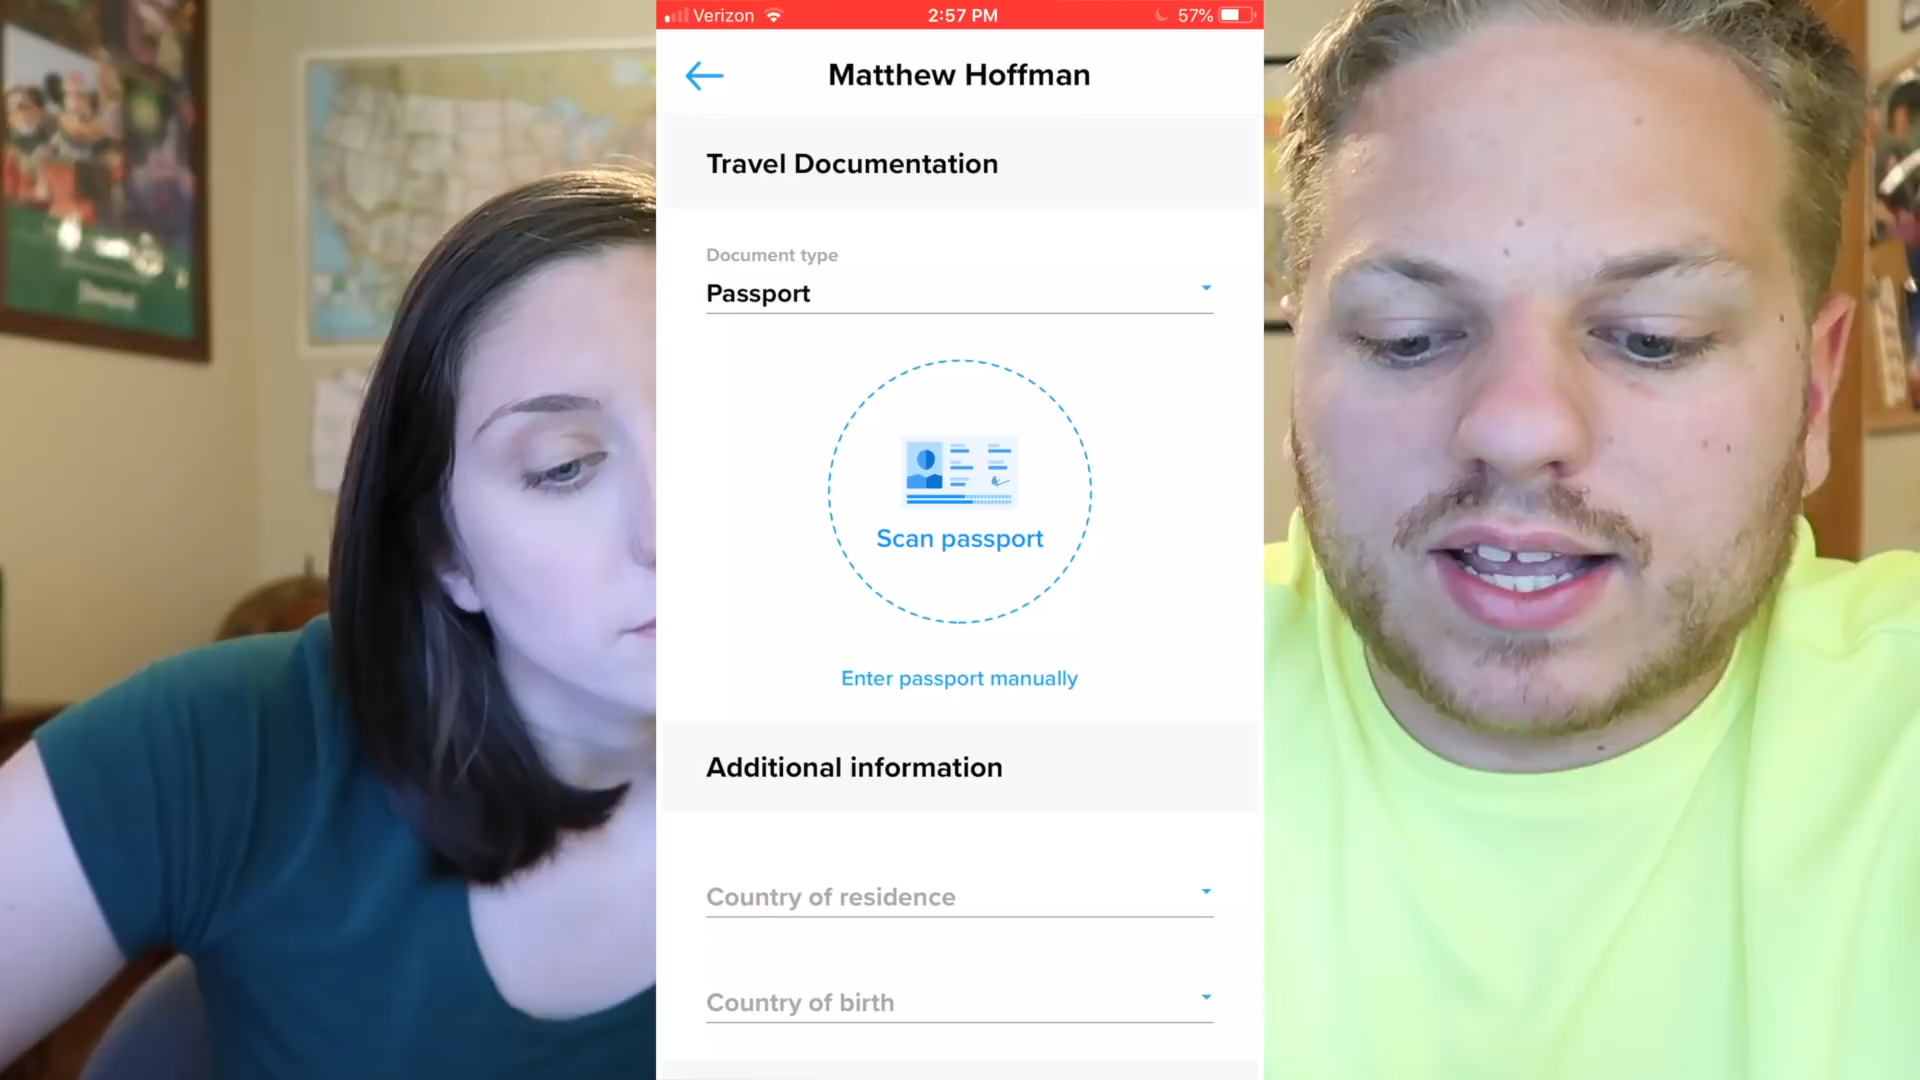 Verizon 2:57 PM 57%
Matthew Hoffman
Travel Documentation
Document type
Passport
Scan passport
Enter passport manually
Additional information
Country of residence
Country of birth